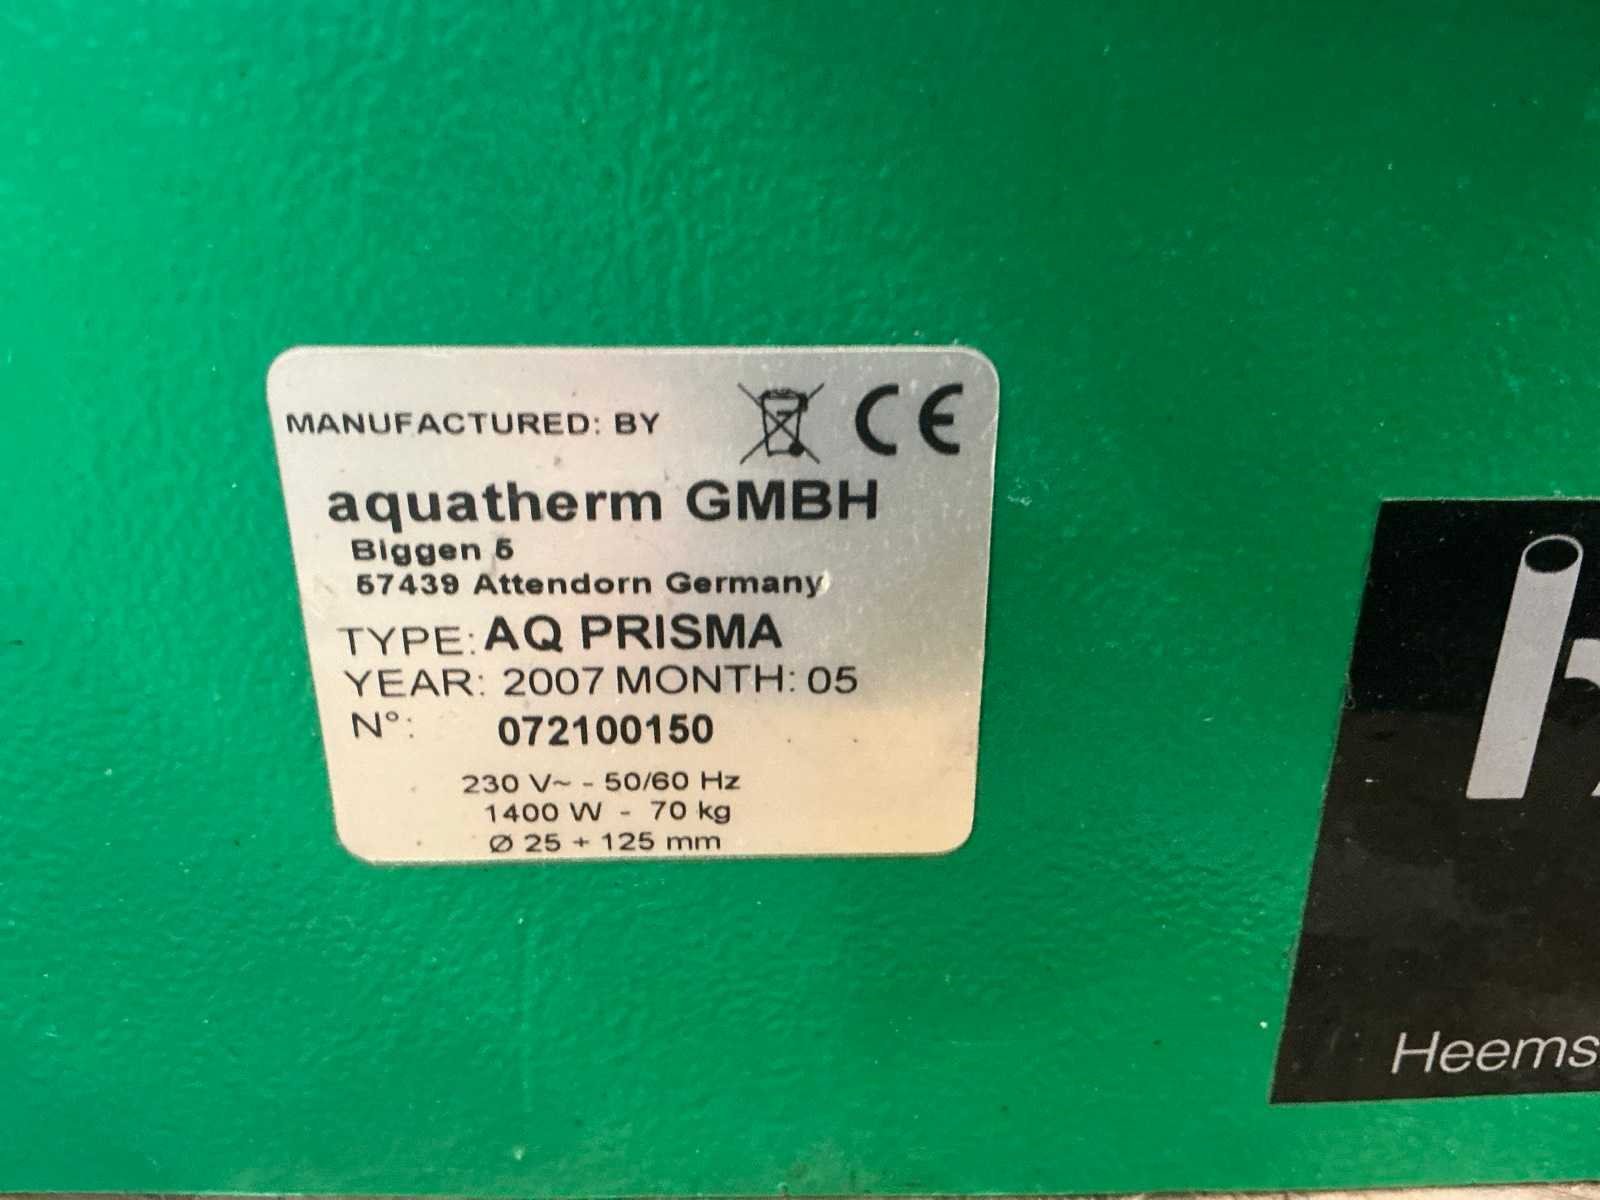 MANUFACTURED: BY CE
aquatherm GMBH
Biggen 5
57439 Attendorn Germany
TYPE: AQ PRISMA
YEAR: 2007 MONTH: 05
N°: 072100150
230 V~ - 50/60 Hz
1400 W - 70 kg
Ø 25 ÷ 125 mm
Heems